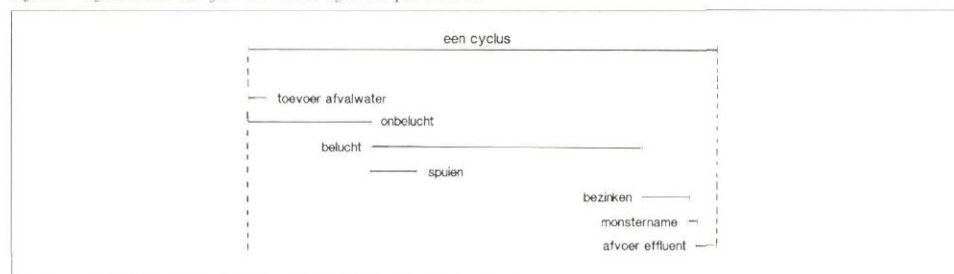 een cyclus
toevoer afvalwater
onbelucht
belucht
spuien
bezinken
monstername
afvoer effluent